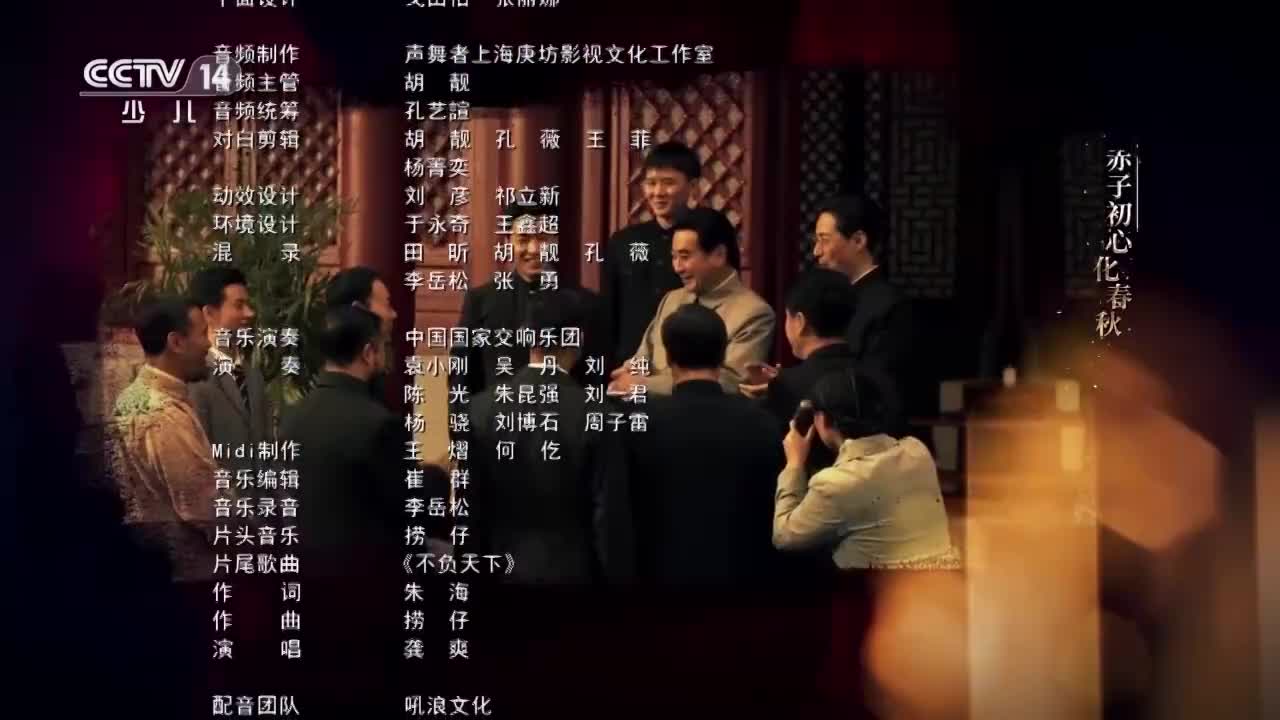 CCTV 14
少儿
音频制作 声舞者上海庚坊影视文化工作室
音频主管 胡 靓
音频统筹 孔艺諠
对白剪辑 胡 靓 孔 薇 王 菲
杨菁奕
动效设计 刘 彦 祁立新
环境设计 于永奇 王鑫超
混 录 田 昕 胡 靓 孔 薇
李岳松 张 勇
音乐演奏 中国国家交响乐团
演 奏 袁小刚 吴 丹 刘 纯
陈 光 朱昆强 刘一君
杨 骁 刘博石 周子雷
Midi制作 王 熠 何 仡
音乐编辑 崔 群
音乐录音 李岳松
片头音乐 捞 仔
片尾歌曲 《不负天下》
作 词 朱 海
作 曲 捞 仔
演 唱 龚 爽
配音团队 吼浪文化
赤子初心化春秋